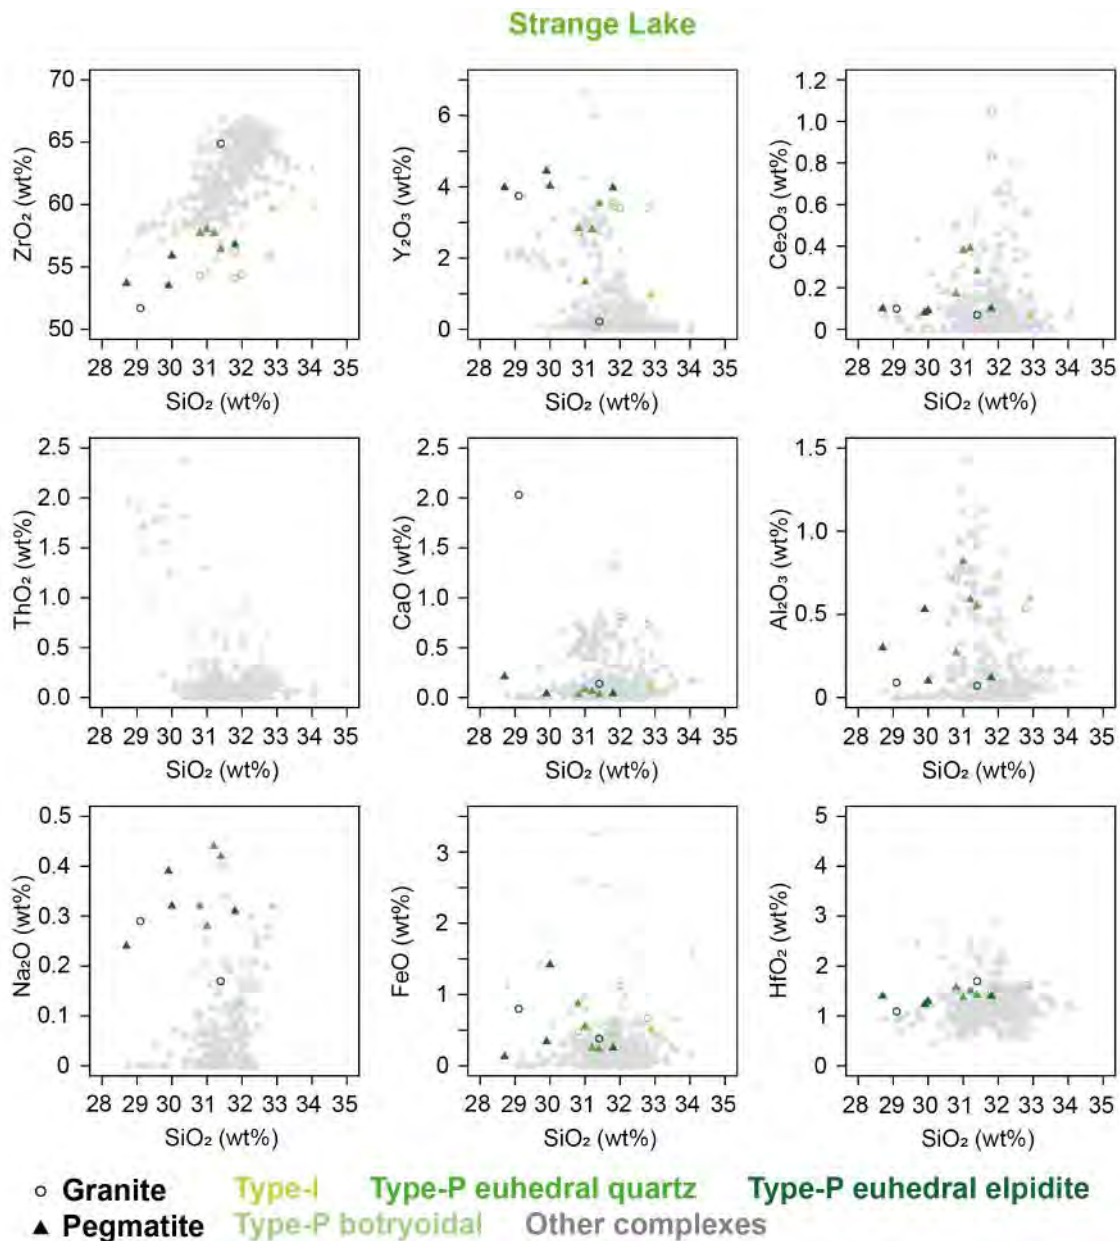 Strange Lake
70
65
60
55
50
ZrO₂ (wt%)
28 29 30 31 32 33 34 35
SiO₂ (wt%)
6
4
2
0
Y₂O₃ (wt%)
28 29 30 31 32 33 34 35
SiO₂ (wt%)
1.2
1.0
0.8
0.6
0.4
0.2
0
Ce₂O₃ (wt%)
28 29 30 31 32 33 34 35
SiO₂ (wt%)
2.5
2.0
1.5
1.0
0.5
0.0
ThO₂ (wt%)
28 29 30 31 32 33 34 35
SiO₂ (wt%)
2.5
2.0
1.5
1.0
0.5
0.0
CaO (wt%)
28 29 30 31 32 33 34 35
SiO₂ (wt%)
1.5
1.0
0.5
0
Al₂O₃ (wt%)
28 29 30 31 32 33 34 35
SiO₂ (wt%)
0.5
0.4
0.3
0.2
0.1
0
Na₂O (wt%)
28 29 30 31 32 33 34 35
SiO₂ (wt%)
3
2
1
0
FeO (wt%)
28 29 30 31 32 33 34 35
SiO₂ (wt%)
5
4
3
2
1
0
HfO₂ (wt%)
28 29 30 31 32 33 34 35
SiO₂ (wt%)
Granite Type-I Type-P euhedral quartz Type-P euhedral elpidite
Pegmatite Type-P botryoidal Other complexes